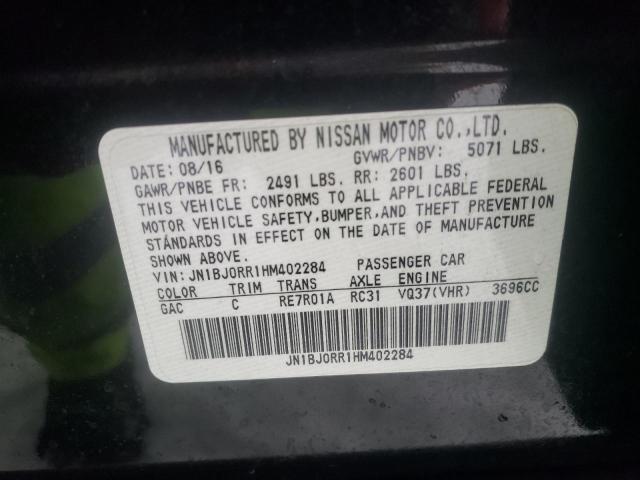 MANUFACTURED BY NISSAN MOTOR CO.,LTD.
DATE: 08/16 GVWR/PNBV: 5071 LBS.
GAWR/PNBE FR: 2491 LBS. RR: 2601 LBS.
THIS VEHICLE CONFORMS TO ALL APPLICABLE FEDERAL
MOTOR VEHICLE SAFETY,BUMPER,AND THEFT PREVENTION
STANDARDS IN EFFECT ON THE DATE OF MANUFACTURE
SHOWN ABOVE.
VIN: JN1BJ0RR1HM402284 PASSENGER CAR
COLOR TRIM TRANS AXLE ENGINE
GAC C RE7R01A RC31 VQ37(VHR) 3696CC
JN1BJ0RR1HM402284